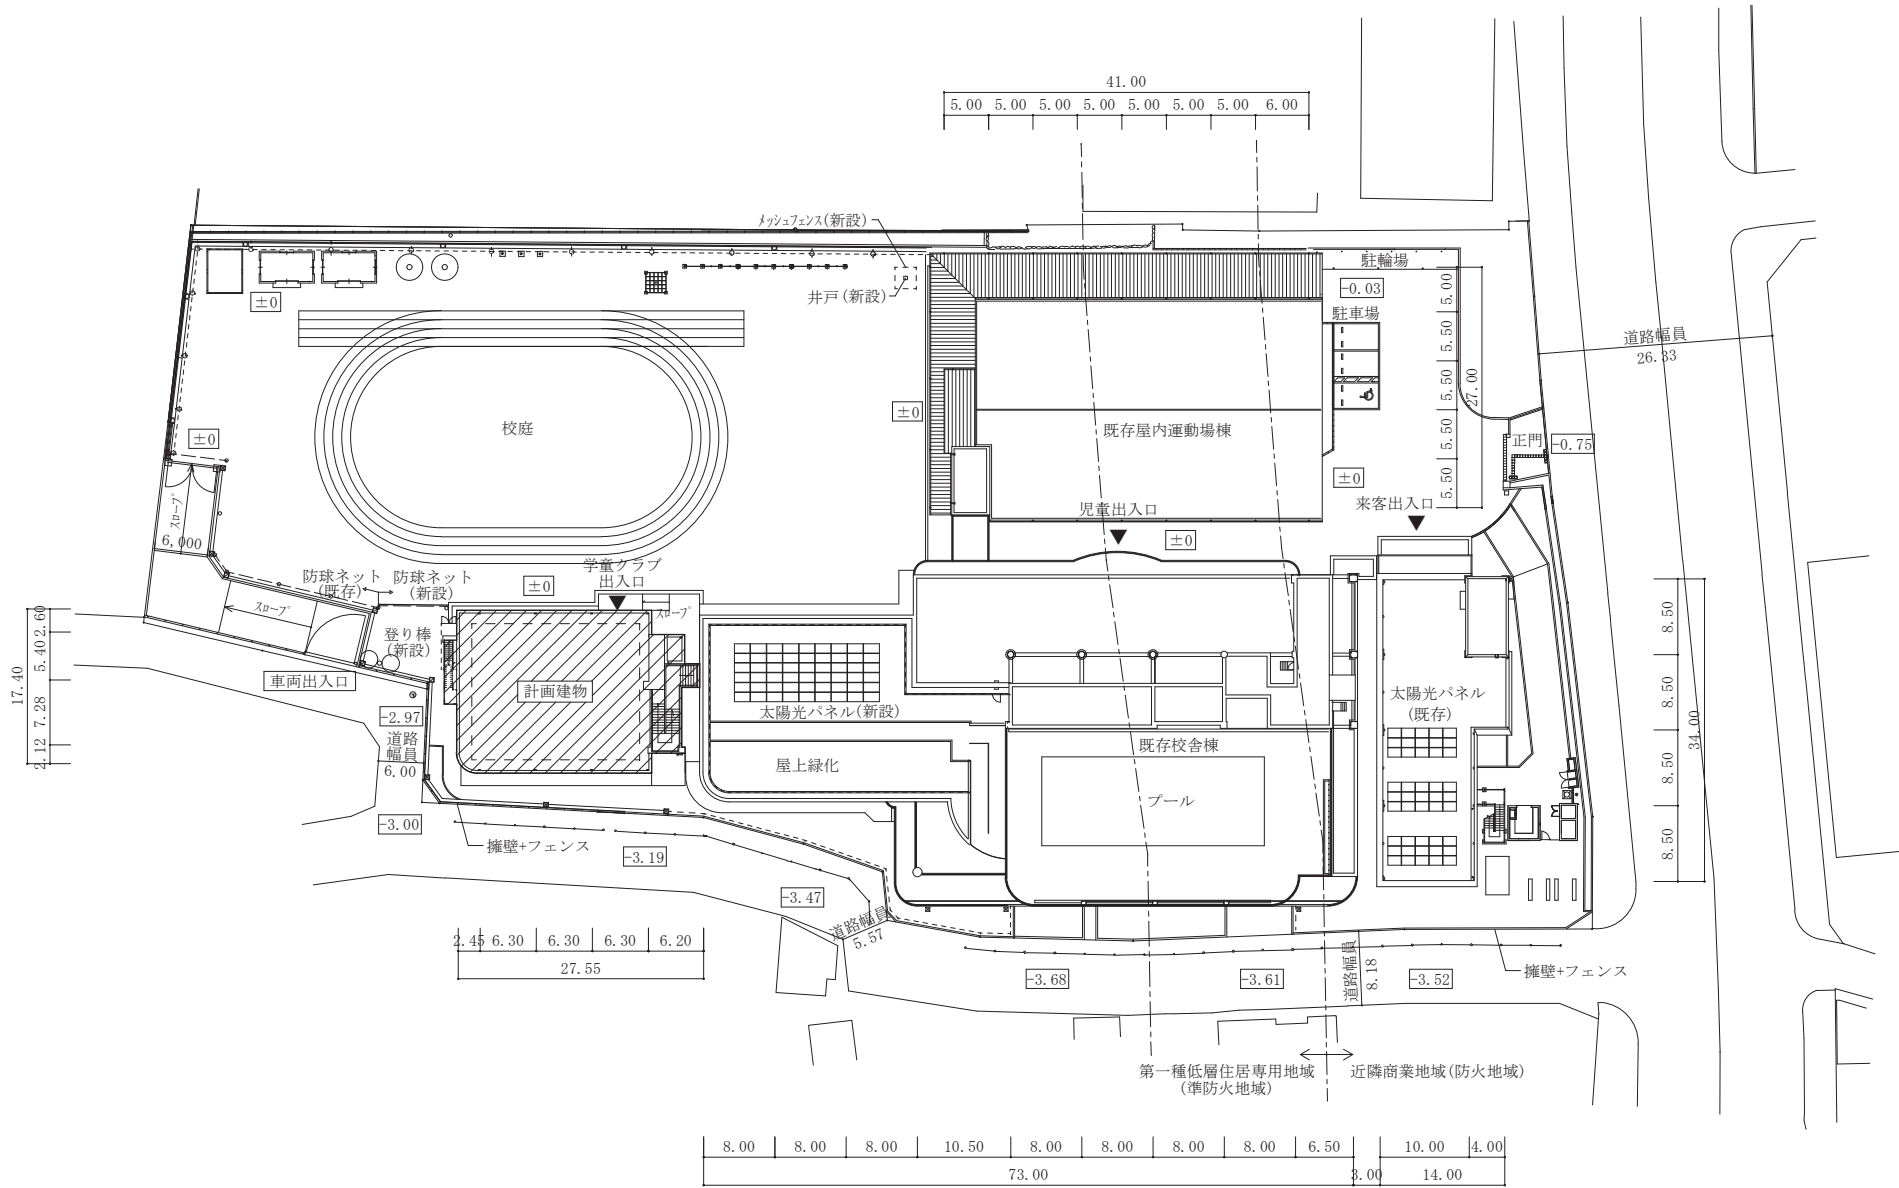 41.00
5.00 5.00 5.00 5.00 5.00 5.00 5.00 6.00
メッシュフェンス(新設)
井戸(新設)
駐輪場
-0.03
駐車場
±0
5.00
5.50
5.50
5.50
5.50
27.00
道路幅員
26.33
±0
校庭
既存屋内運動場棟
正門
-0.75
±0
±0
スロープ
6,000
児童出入口
来客出入口
±0
学童クラブ
出入口
±0
防球ネット
(既存)
防球ネット
(新設)
スロープ
スロープ
登り棒
(新設)
2.60
5.40
7.28
2.12
17.40
車両出入口
計画建物
太陽光パネル(新設)
太陽光パネル
(既存)
8.50
8.50
8.50
8.50
34.00
-2.97
道路
幅員
6.00
既存校舎棟
屋上緑化
プール
-3.00
擁壁+フェンス
-3.19
-3.47
道路幅員
5.57
2.45 6.30 6.30 6.30 6.20
27.55
-3.68
-3.61
道路幅員
8.18
-3.52
擁壁+フェンス
第一種低層住居専用地域
(準防火地域)
近隣商業地域(防火地域)
8.00 8.00 8.00 10.50 8.00 8.00 8.00 8.00 6.50 10.00 4.00
73.00 3.00 14.00